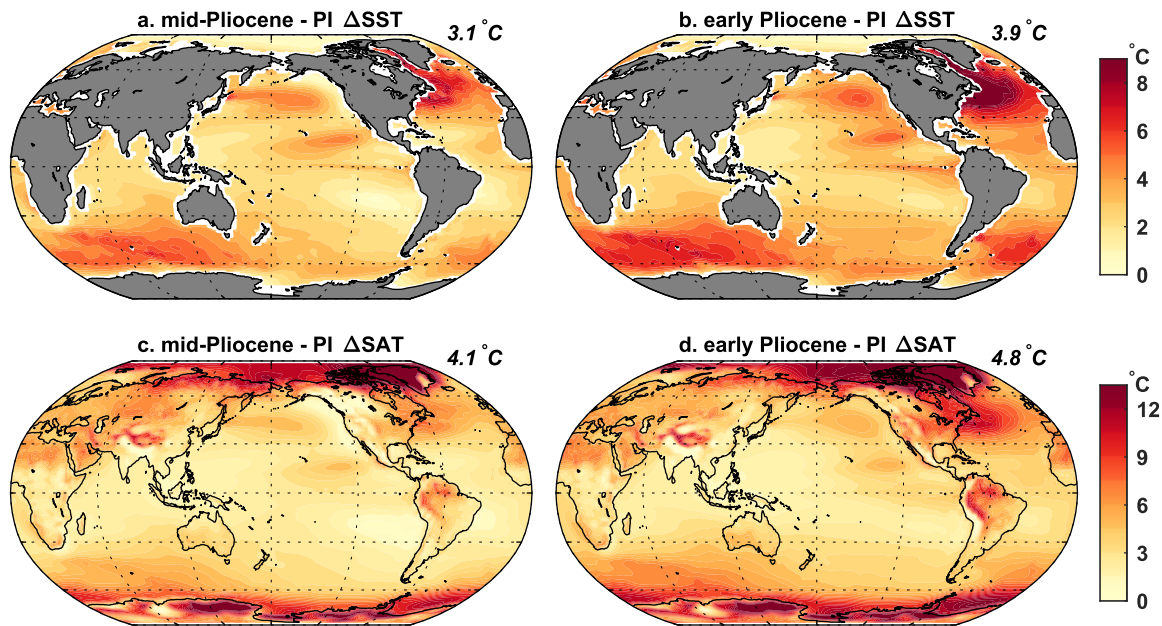 a. mid-Pliocene - PI ΔSST
3.1°C
b. early Pliocene - PI ΔSST
3.9°C
°C
8
6
4
2
0
c. mid-Pliocene - PI ΔSAT
4.1°C
d. early Pliocene - PI ΔSAT
4.8°C
°C
12
9
6
3
0